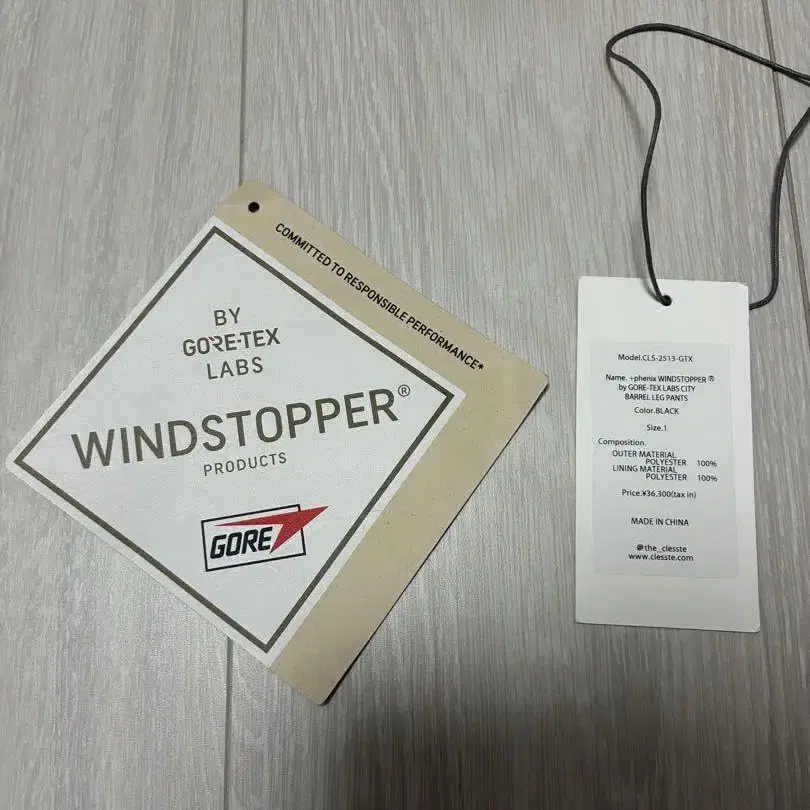 COMMITTED TO RESPONSIBLE PERFORMANCE*
BY
GORE-TEX
LABS
WINDSTOPPER®
PRODUCTS
GORE
Model.CLS-2513-GTX
Name. +phenix WINDSTOPPER ®
by GORE-TEX LABS CITY
BARREL LEG PANTS
Color.BLACK
Size.1
Composition.
OUTER MATERIAL
POLYESTER 100%
LINING MATERIAL
POLYESTER 100%
Price.¥36,300(tax in)
MADE IN CHINA
@the_clesste
www.clesste.com